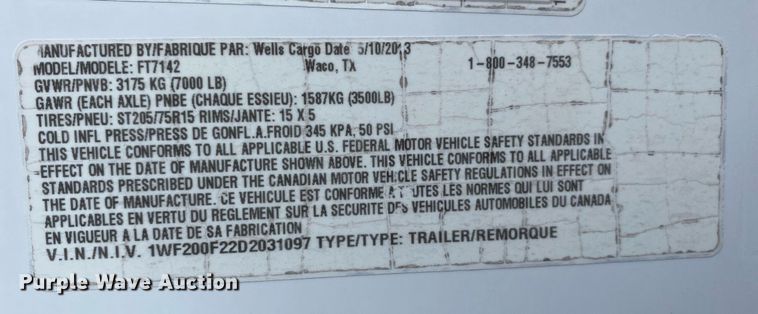 MANUFACTURED BY/FABRIQUE PAR: Wells Cargo Date 5/10/2013
MODEL/MODELE: FT7142 Waco, TX 1-800-348-7553
GVWR/PNVB: 3175 KG (7000 LB)
GAWR (EACH AXLE) PNBE (CHAQUE ESSIEU): 1587KG (3500LB)
TIRES/PNEU: ST205/75R15 RIMS/JANTE: 15 X 5
COLD INFL PRESS/PRESS DE GONFL.A.FROID 345 KPA, 50 PSI
THIS VEHICLE CONFORMS TO ALL APPLICABLE U.S. FEDERAL MOTOR VEHICLE SAFETY STANDARDS IN
EFFECT ON THE DATE OF MANUFACTURE SHOWN ABOVE. THIS VEHICLE CONFORMS TO ALL APPLICABLE
STANDARDS PRESCRIBED UNDER THE CANADIAN MOTOR VEHICLE SAFETY REGULATIONS IN EFFECT ON
THE DATE OF MANUFACTURE. CE VEHICULE EST CONFORME A TOUTES LES NORMES QUI LUI SONT
APPLICABLES EN VERTU DU REGLEMENT SUR LA SECURITE DES VEHICULES AUTOMOBILES DU CANADA
EN VIGUEUR A LA DATE DE SA FABRICATION
V.I.N./N.I.V. 1WF200F22D2031097 TYPE/TYPE: TRAILER/REMORQUE
Purple Wave Auction